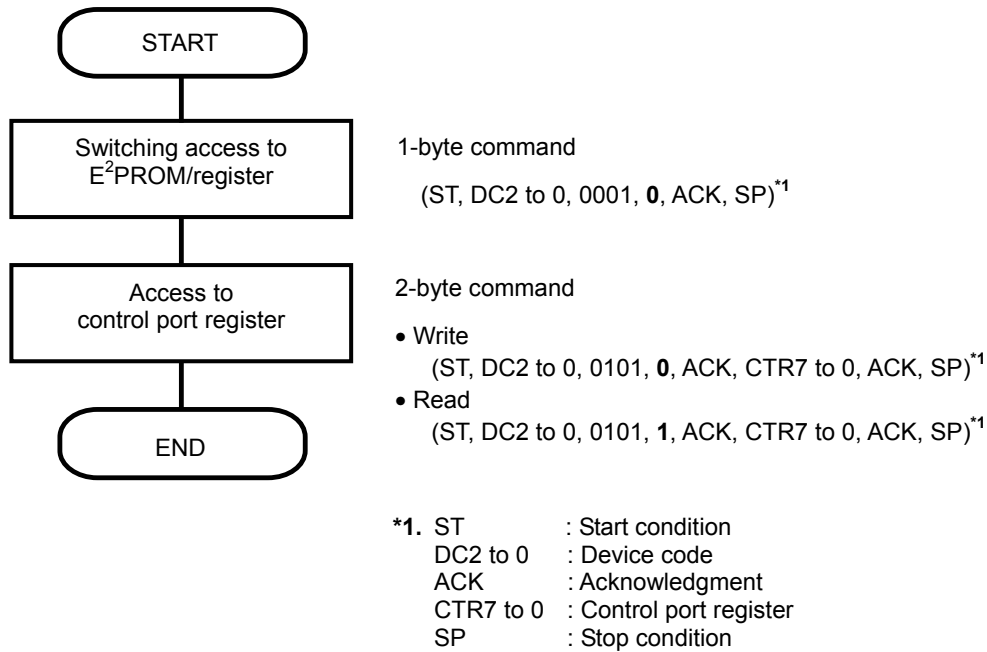 START
Switching access to
E²PROM/register
1-byte command
(ST, DC2 to 0, 0001, 0, ACK, SP)*1
Access to
control port register
2-byte command
• Write
(ST, DC2 to 0, 0101, 0, ACK, CTR7 to 0, ACK, SP)*1
• Read
(ST, DC2 to 0, 0101, 1, ACK, CTR7 to 0, ACK, SP)*1
END
*1. ST : Start condition
DC2 to 0 : Device code
ACK : Acknowledgment
CTR7 to 0 : Control port register
SP : Stop condition